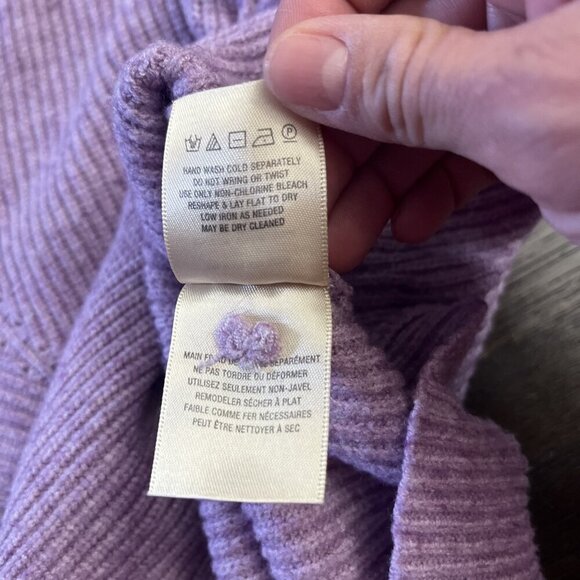 P
HAND WASH COLD SEPARATELY
DO NOT WRING OR TWIST
USE ONLY NON-CHLORINE BLEACH
RESHAPE & LAY FLAT TO DRY
LOW IRON AS NEEDED
MAY BE DRY CLEANED
MAIN SÉPARÉMENT
NE PAS TORDRE OU DÉFORMER
UTILISEZ SEULEMENT NON-JAVEL
REMODELER SÉCHER À PLAT
FAIBLE COMME FER NÉCESSAIRES
PEUT ÊTRE NETTOYER À SEC